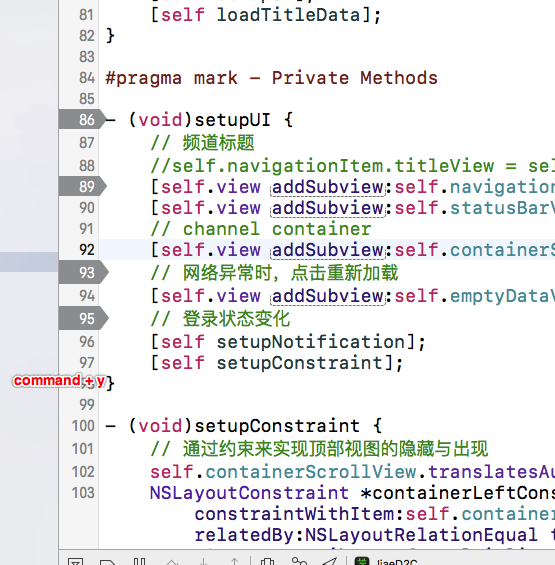 81 [self loadTitleData];
82 }
83
84 #pragma mark - Private Methods
85
86 - (void)setupUI {
87 // 频道标题
88 //self.navigationItem.titleView = sel
89 [self.view addSubview:self.navigation
90 [self.view addSubview:self.statusBarV
91 // channel container
92 [self.view addSubview:self.containerS
93 // 网络异常时，点击重新加载
94 [self.view addSubview:self.emptyDataV
95 // 登录状态变化
96 [self setupNotification];
97 [self setupConstraint];
command + y }
99
100 - (void)setupConstraint {
101 // 通过约束来实现顶部视图的隐藏与出现
102 self.containerScrollView.translatesAu
103 NSLayoutConstraint *containerLeftCons
constraintWithItem:self.container
relatedBy:NSLayoutRelationEqual t